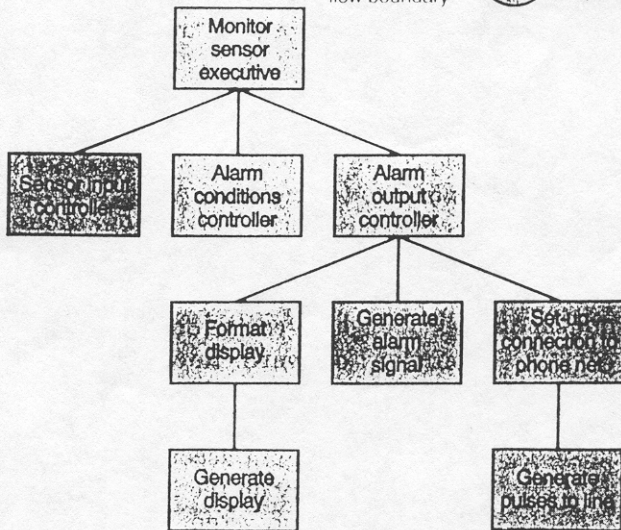 flow boundary
Monitor
sensor
executive
Sensor input
controller
Alarm
conditions
controller
Alarm
output
controller
Format
display
Generate
alarm
signal
Set-up
connection to
phone net
Generate
display
Generate
pulses to line